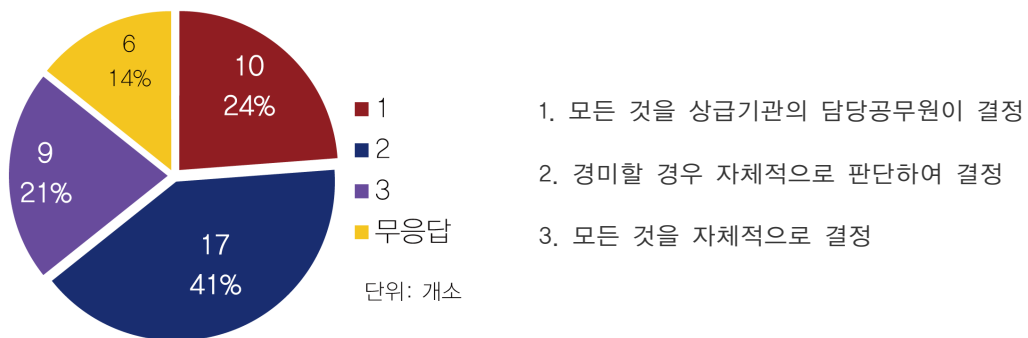 6
14%
10
24%
9
21%
17
41%
1
2
3
무응답
단위: 개소
1. 모든 것을 상급기관의 담당공무원이 결정
2. 경미할 경우 자체적으로 판단하여 결정
3. 모든 것을 자체적으로 결정